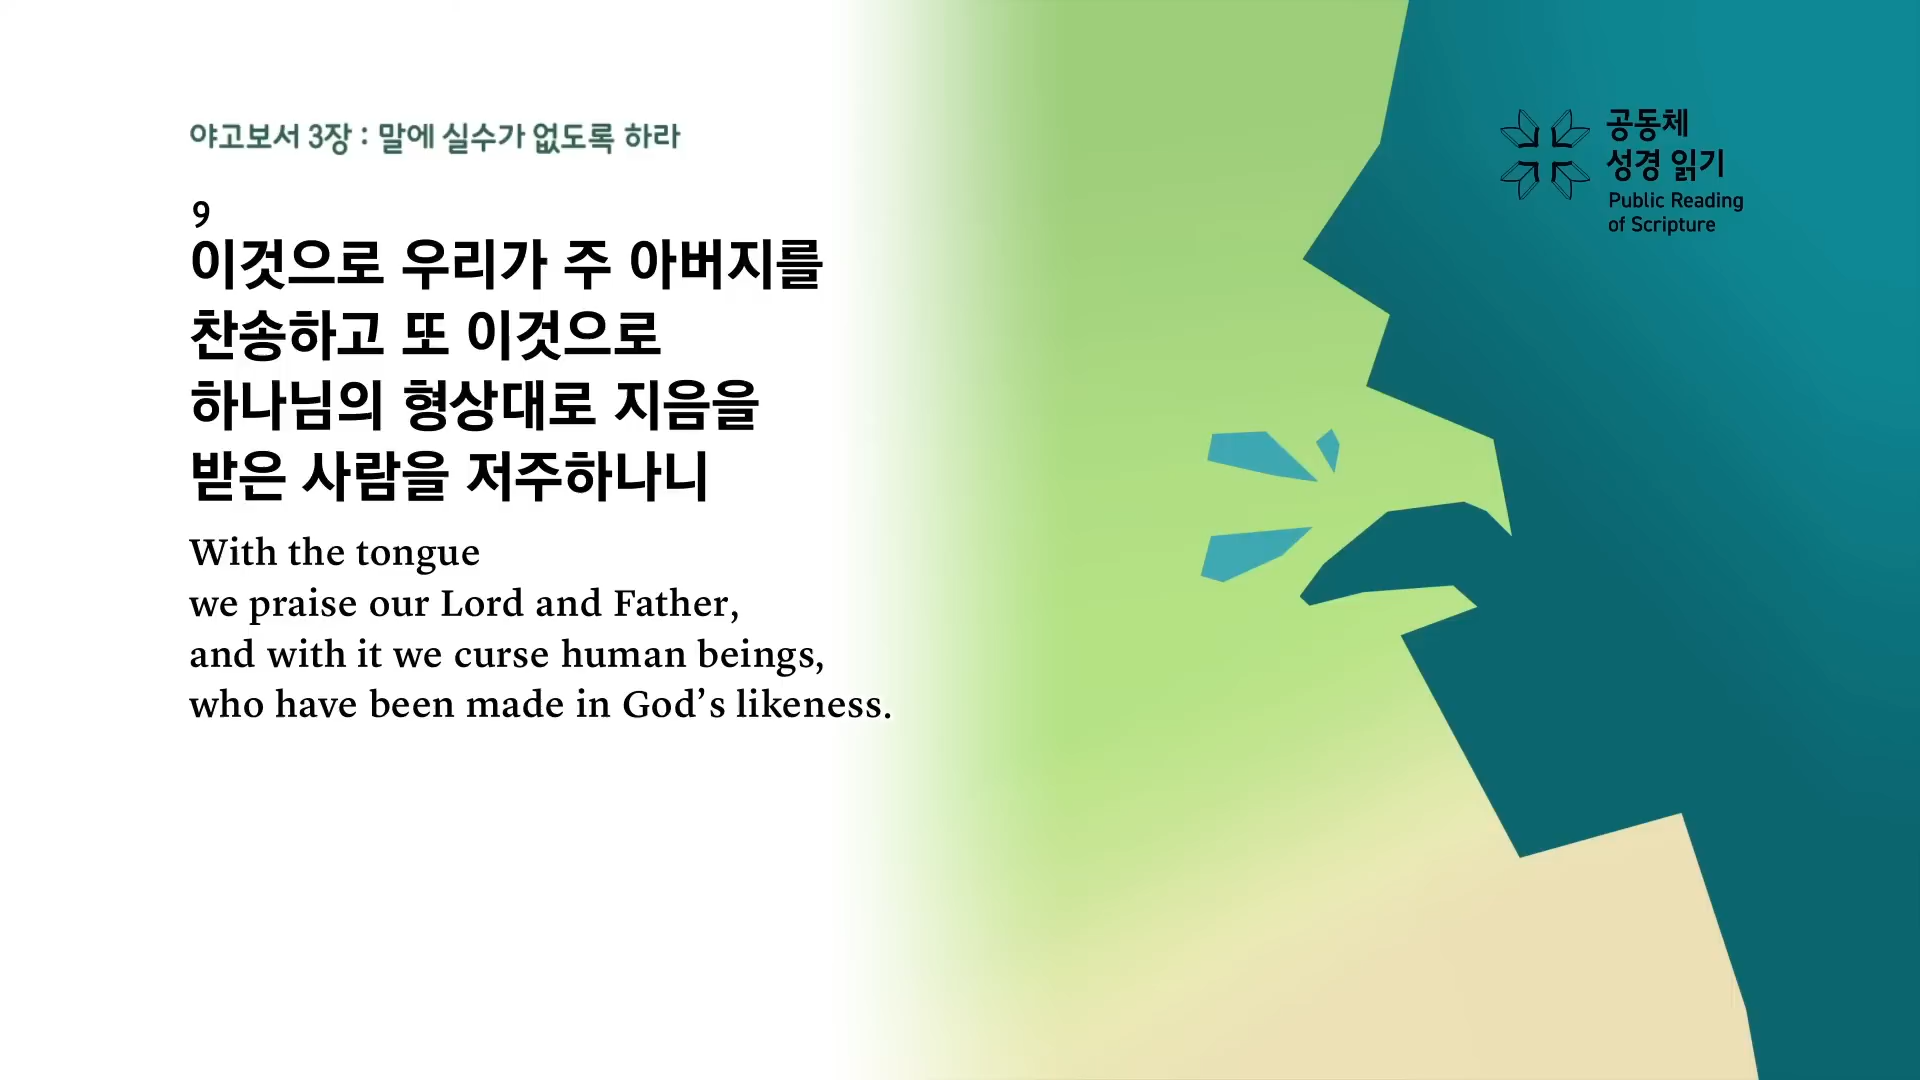 야고보서 3장 : 말에 실수가 없도록 하라
9
이것으로 우리가 주 아버지를
찬송하고 또 이것으로
하나님의 형상대로 지음을
받은 사람을 저주하나니
With the tongue
we praise our Lord and Father,
and with it we curse human beings,
who have been made in God’s likeness.
공동체
성경 읽기
Public Reading
of Scripture